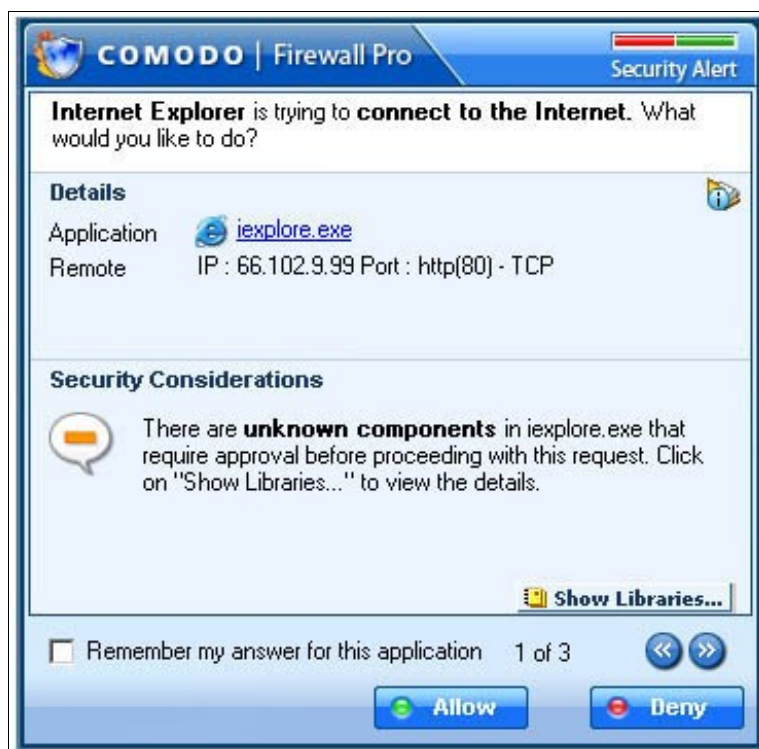 COMODO | Firewall Pro
Security Alert
Internet Explorer is trying to connect to the Internet. What
would you like to do?
Details
Application iexplore.exe
Remote IP : 66.102.9.99 Port : http(80) - TCP
Security Considerations
There are unknown components in iexplore.exe that
require approval before proceeding with this request. Click
on "Show Libraries..." to view the details.
Show Libraries...
Remember my answer for this application 1 of 3
Allow Deny